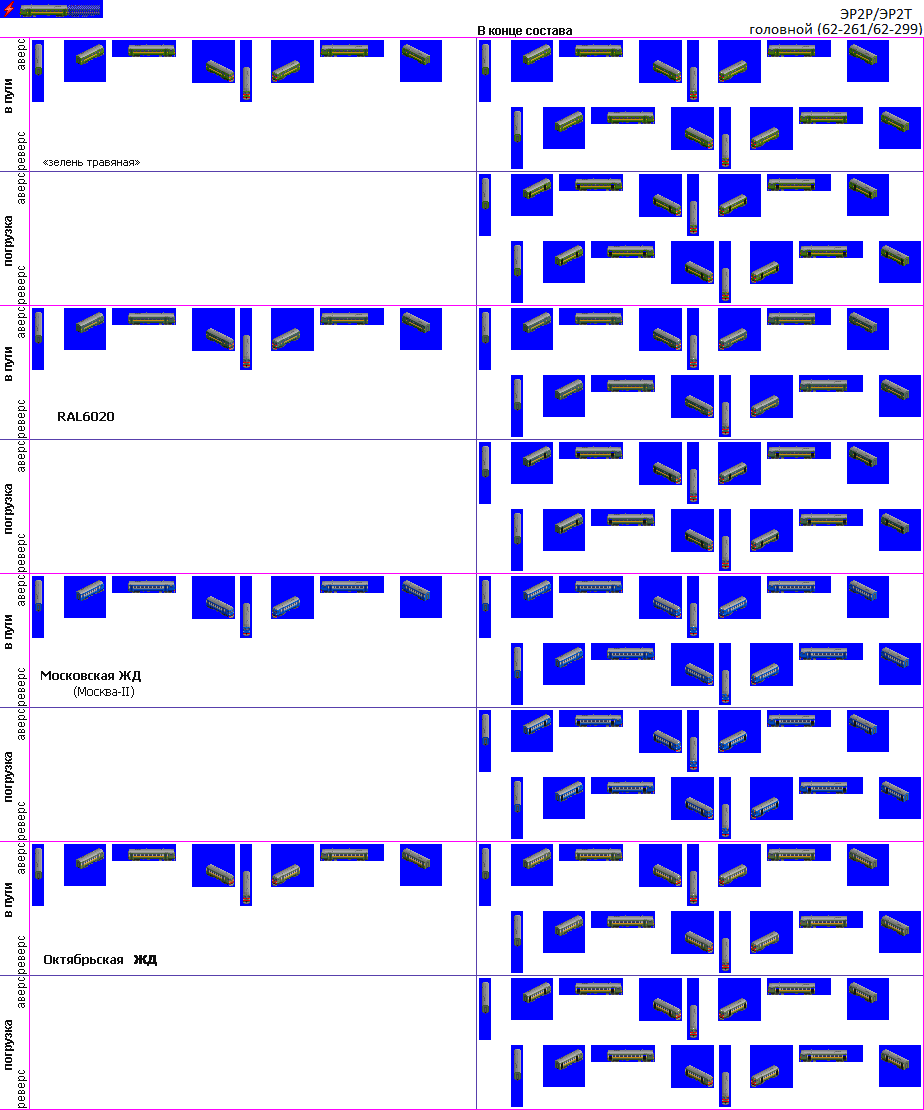 ЭР2Р/ЭР2Т
головной (62-261/62-299)
В конце состава
аверс
в пути
реверс
«зелень травяная»
аверс
погрузка
реверс
аверс
в пути
реверс
RAL6020
аверс
погрузка
реверс
аверс
в пути
реверс
Московская ЖД
(Москва-II)
аверс
погрузка
реверс
аверс
в пути
реверс
Октябрьская ЖД
аверс
погрузка
реверс